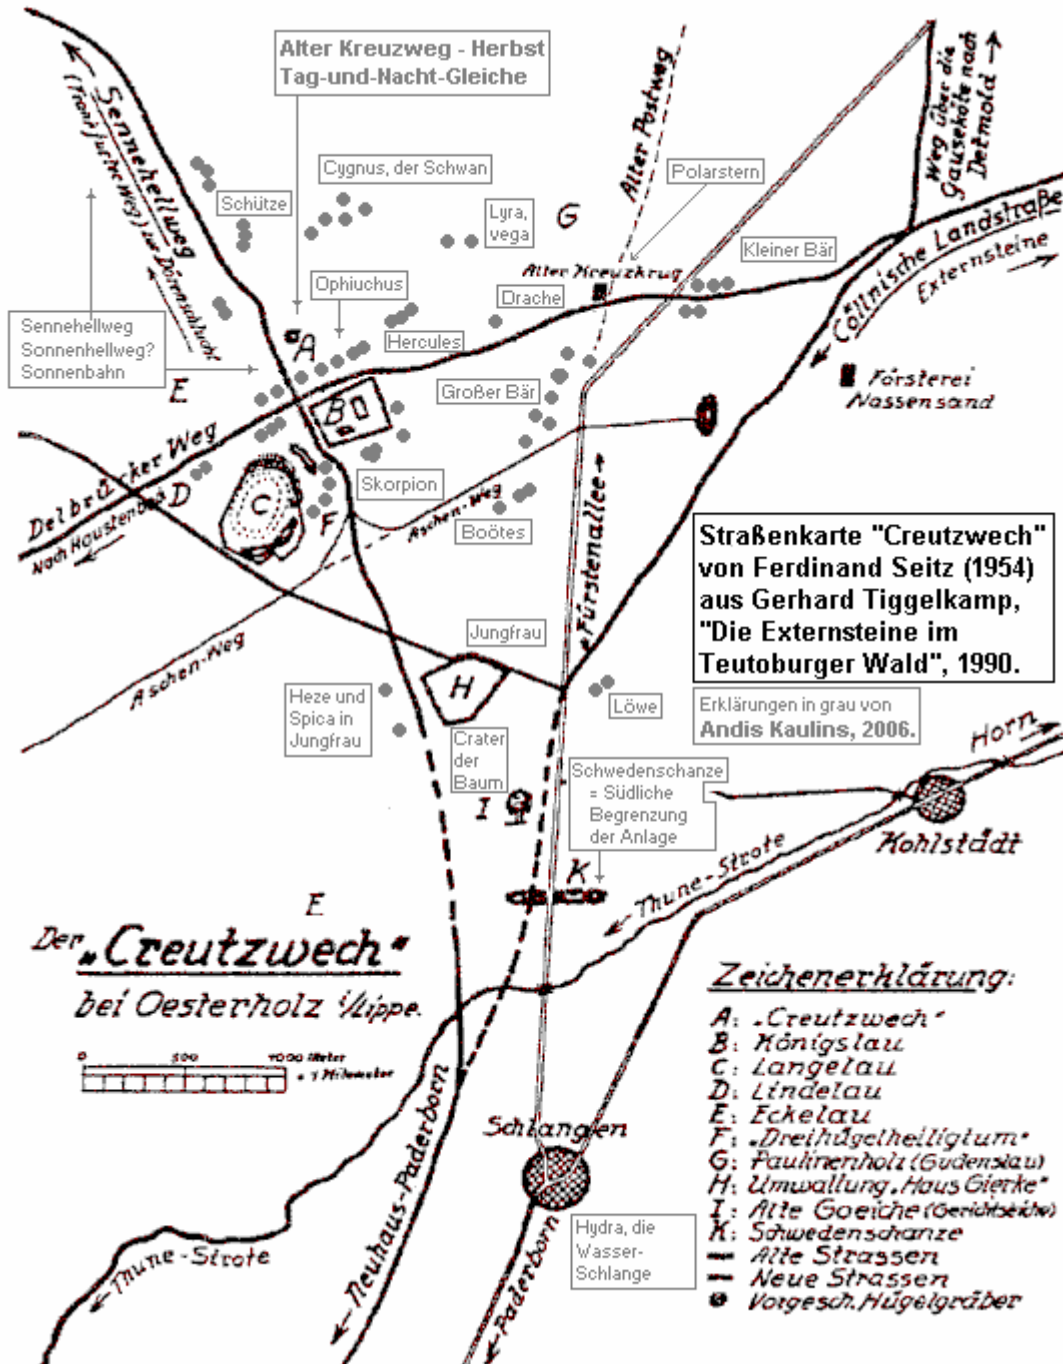 Alter Kreuzweg - Herbst
Tag-und-Nacht-Gleiche
Sennehellweg
(Frankfurter Weg) zur Dörenschlucht
Alter Postweg
Weg über die
Gauseköte nach
Detmold
Cygnus, der Schwan
Schütze
Lyra,
vega
G
Polarstern
Kleiner Bär
Cöllnische Landstraße
Externsteine
Alter Kreuzkrug
Ophiuchus
Drache
Hercules
A
Sennehellweg
Sonnenhellweg?
Sonnenbahn
E
Försterei
Nassensand
Großer Bär
B
Delbrücker Weg
Nach Haustenbeck
D
C
F
Skorpion
Aschen-Weg
Boötes
"Fürstenallee"
Straßenkarte "Creutzwech"
von Ferdinand Seitz (1954)
aus Gerhard Tiggelkamp,
"Die Externsteine im
Teutoburger Wald", 1990.
Aschen-Weg
Jungfrau
H
Heze und
Spica in
Jungfrau
Löwe
Erklärungen in grau von
Andis Kaulins, 2006.
Crater
der
Baum
Horn
I
Schwedenschanze
= Südliche
Begrenzung
der Anlage
Kohlstädt
K
Thune-Strote
E
Der "Creutzwech"
bei Oesterholz i/Lippe.
0 500 1000 Meter
= 1 Kilometer
Neuhaus-Paderborn
Schlangen
Thune-Strote
Paderborn
Hydra, die
Wasser-
Schlange
Zeichenerklärung:
A: "Creutzwech"
B: Königslau
C: Langelau
D: Lindelau
E: Eckelau
F: "Dreihügelheiligtum"
G: Paulinenholz (Gudenslau)
H: Umwallung "Haus Gierke"
I: Alte Goeiche (Gerichtseiche)
K: Schwedenschanze
Alte Strassen
Neue Strassen
Vorgesch. Hügelgräber